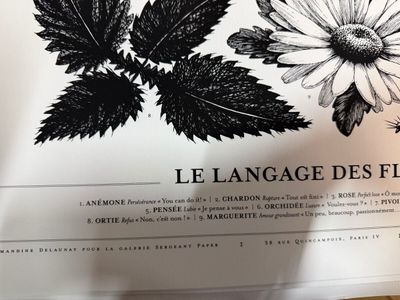 LE LANGAGE DES FL
1. ANÉMONE Persévérance « You can do it! » | 2. CHARDON Rupture « Tout est fini » | 3. ROSE Perfect love « Ô mo
5. PENSÉE « Je pense à vous » | 6. ORCHIDÉE Luxure « Voulez-vous ? » | 7. PIVOI
8. ORTIE Refus « Non, c'est non ! » | 9. MARGUERITE Amour grandissant « Un peu, beaucoup, passionnément...
MANDINE DELAUNAY POUR LA GALERIE SERGEANT PAPER 38 RUE QUINCAMPOIX, PARIS IV